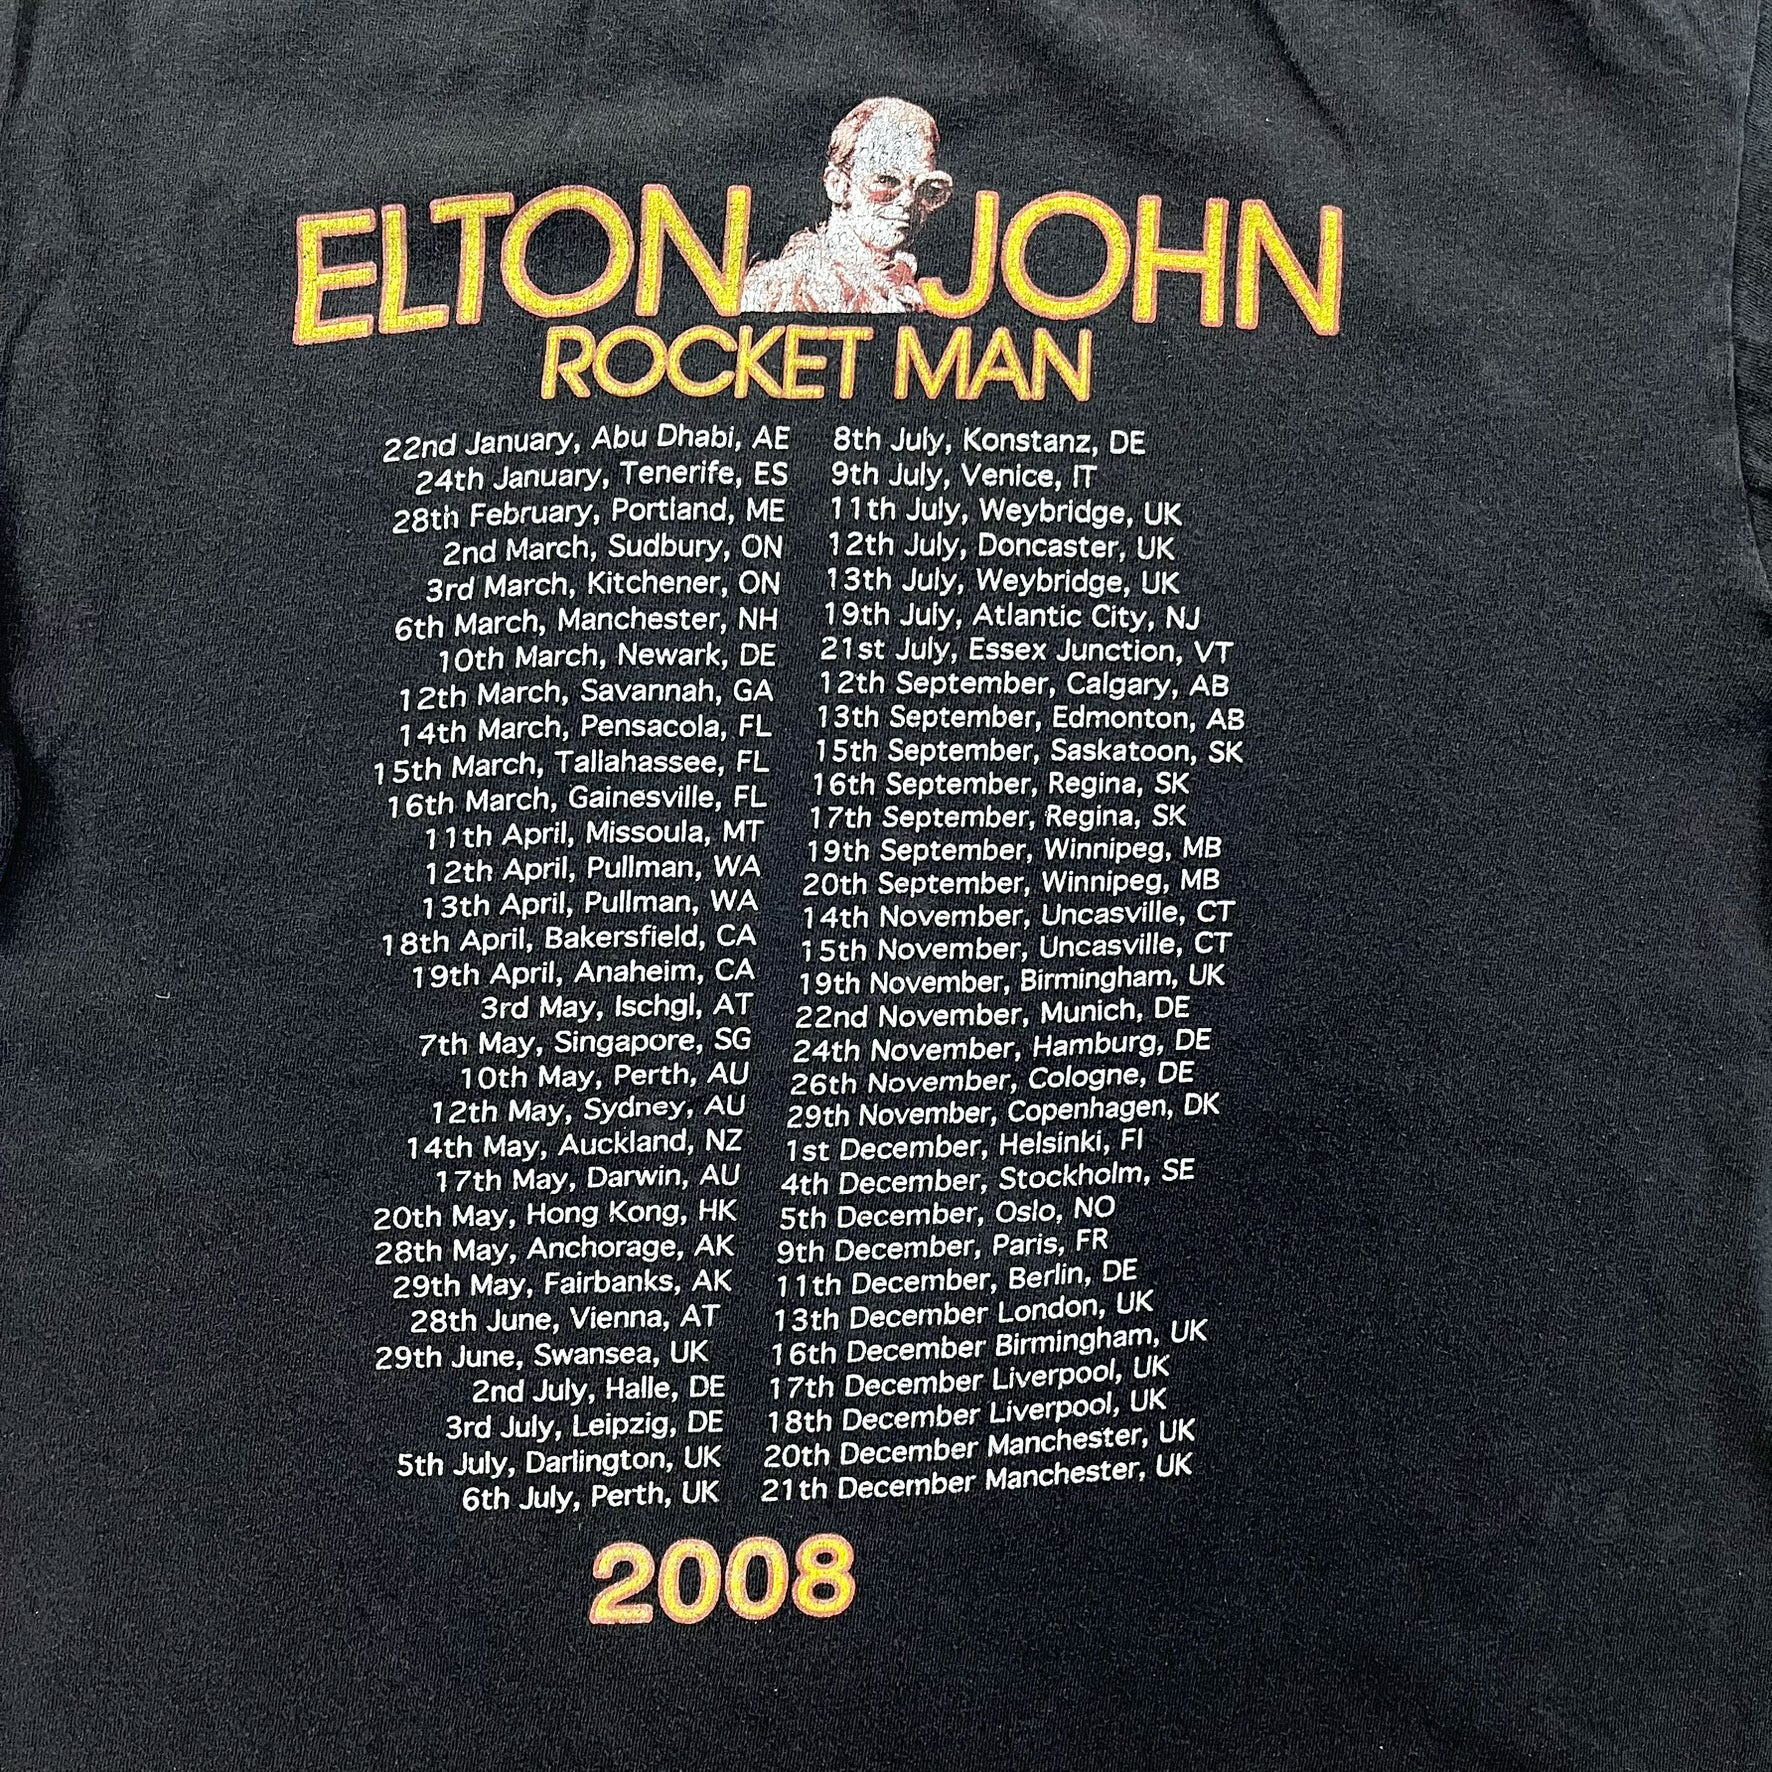 ELTON JOHN
ROCKET MAN
22nd January, Abu Dhabi, AE
24th January, Tenerife, ES
28th February, Portland, ME
2nd March, Sudbury, ON
3rd March, Kitchener, ON
6th March, Manchester, NH
10th March, Newark, DE
12th March, Savannah, GA
14th March, Pensacola, FL
15th March, Tallahassee, FL
16th March, Gainesville, FL
11th April, Missoula, MT
12th April, Pullman, WA
13th April, Pullman, WA
18th April, Bakersfield, CA
19th April, Anaheim, CA
3rd May, Ischgl, AT
7th May, Singapore, SG
10th May, Perth, AU
12th May, Sydney, AU
14th May, Auckland, NZ
17th May, Darwin, AU
20th May, Hong Kong, HK
28th May, Anchorage, AK
29th May, Fairbanks, AK
28th June, Vienna, AT
29th June, Swansea, UK
2nd July, Halle, DE
3rd July, Leipzig, DE
5th July, Darlington, UK
6th July, Perth, UK
8th July, Konstanz, DE
9th July, Venice, IT
11th July, Weybridge, UK
12th July, Doncaster, UK
13th July, Weybridge, UK
19th July, Atlantic City, NJ
21st July, Essex Junction, VT
12th September, Calgary, AB
13th September, Edmonton, AB
15th September, Saskatoon, SK
16th September, Regina, SK
17th September, Regina, SK
19th September, Winnipeg, MB
20th September, Winnipeg, MB
14th November, Uncasville, CT
15th November, Uncasville, CT
19th November, Birmingham, UK
22nd November, Munich, DE
24th November, Hamburg, DE
26th November, Cologne, DE
29th November, Copenhagen, DK
1st December, Helsinki, FI
4th December, Stockholm, SE
5th December, Oslo, NO
9th December, Paris, FR
11th December, Berlin, DE
13th December London, UK
16th December Birmingham, UK
17th December Liverpool, UK
18th December Liverpool, UK
20th December Manchester, UK
21th December Manchester, UK
2008